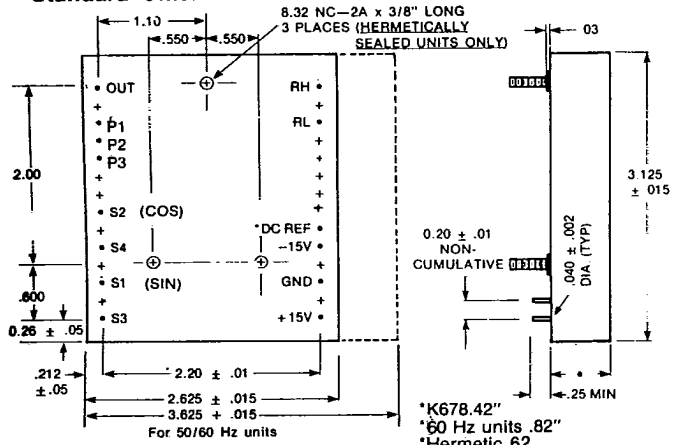 1.10
8.32 NC—2A x 3/8" LONG
3 PLACES (HERMETICALLY
SEALED UNITS ONLY)
.550
.550
03
OUT
RH
P1
RL
P2
P3
2.00
3.125
± 015
S2 (COS)
*DC REF
S4
–15V
0.20 ± .01
NON-
CUMULATIVE
.040 ± .002
DIA. (TYP)
S1 (SIN)
GND
.600
S3
+15V
0.26 ± .05
.212
±.05
*2.20 ± .01
2.625 ± .015
3.625 + .015
For 50/60 Hz units
.25 MIN
*K678.42"
*60 Hz units .82"
*Hermetic .62